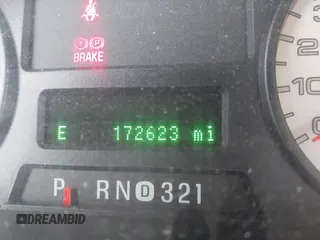 BRAKE
E 172623 mi
P R N D 3 2 1
DREAMBID